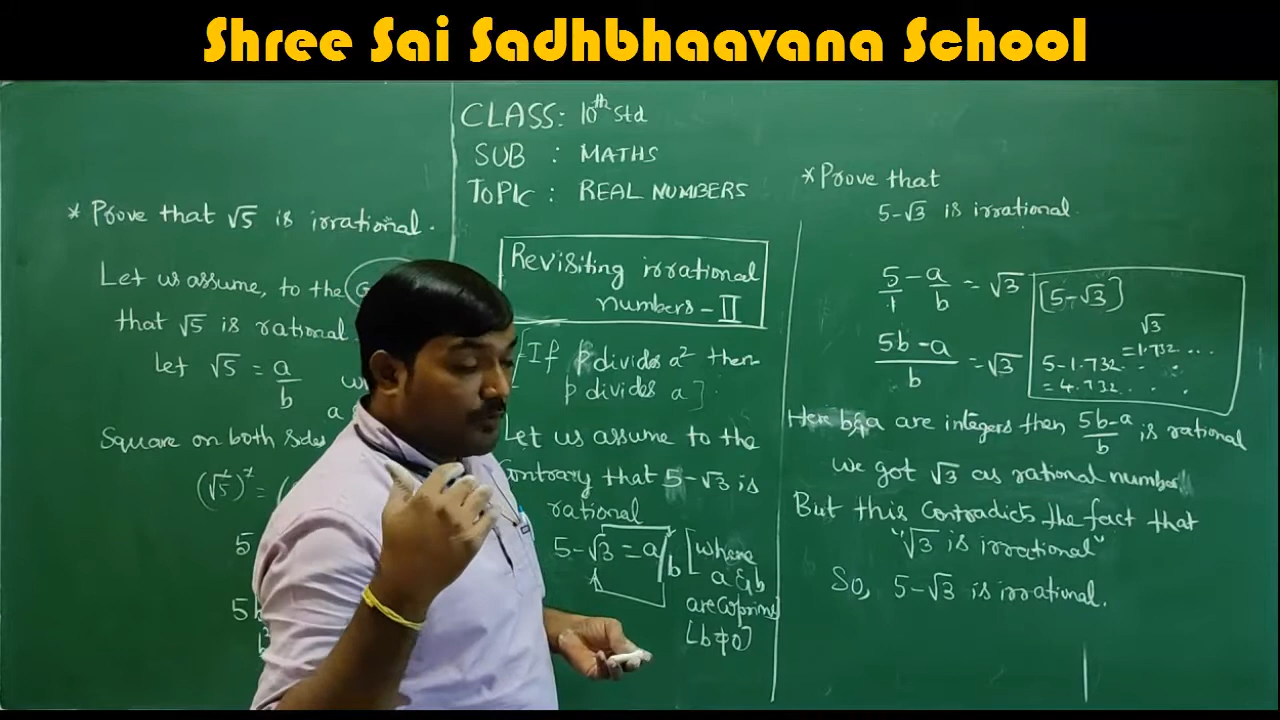 Shree Sai Sadhbhaavana School
CLASS: 10th Std
SUB : MATHS
TOPIC : REAL NUMBERS
* Prove that √5 is irrational.
Let us assume, to the
that √5 is rational
Let √5 = a/b
a
Square on both sides
(√5)² = (
5
5b
Revisiting irrational
numbers - II
[If p divides a² then
p divides a].
Let us assume to the
Contrary that 5-√3 is
rational
5-√3 = a/b [where
a & b
are Coprime
[b≠0]
* Prove that
5-√3 is irrational.
5/1 - a/b = √3
5b-a/b = √3
[5-√3]
√3
=1.732...
5-1.732...
=4.732...
Here b&a are integers then 5b-a/b is rational
we got √3 as rational number
But this Contradicts the fact that
"√3 is irrational"
So, 5-√3 is irrational.